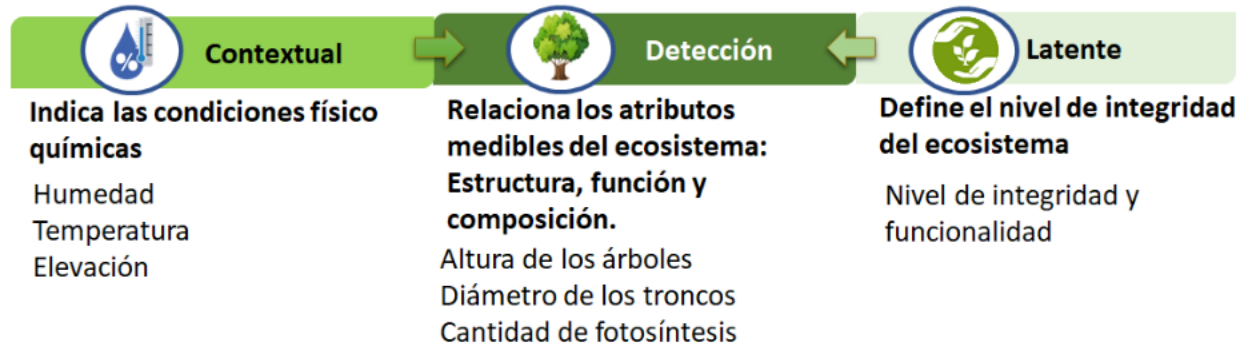 Contextual
Indica las condiciones físico
químicas
Humedad
Temperatura
Elevación
Detección
Relaciona los atributos
medibles del ecosistema:
Estructura, función y
composición.
Altura de los árboles
Diámetro de los troncos
Cantidad de fotosíntesis
Latente
Define el nivel de integridad
del ecosistema
Nivel de integridad y
funcionalidad
%